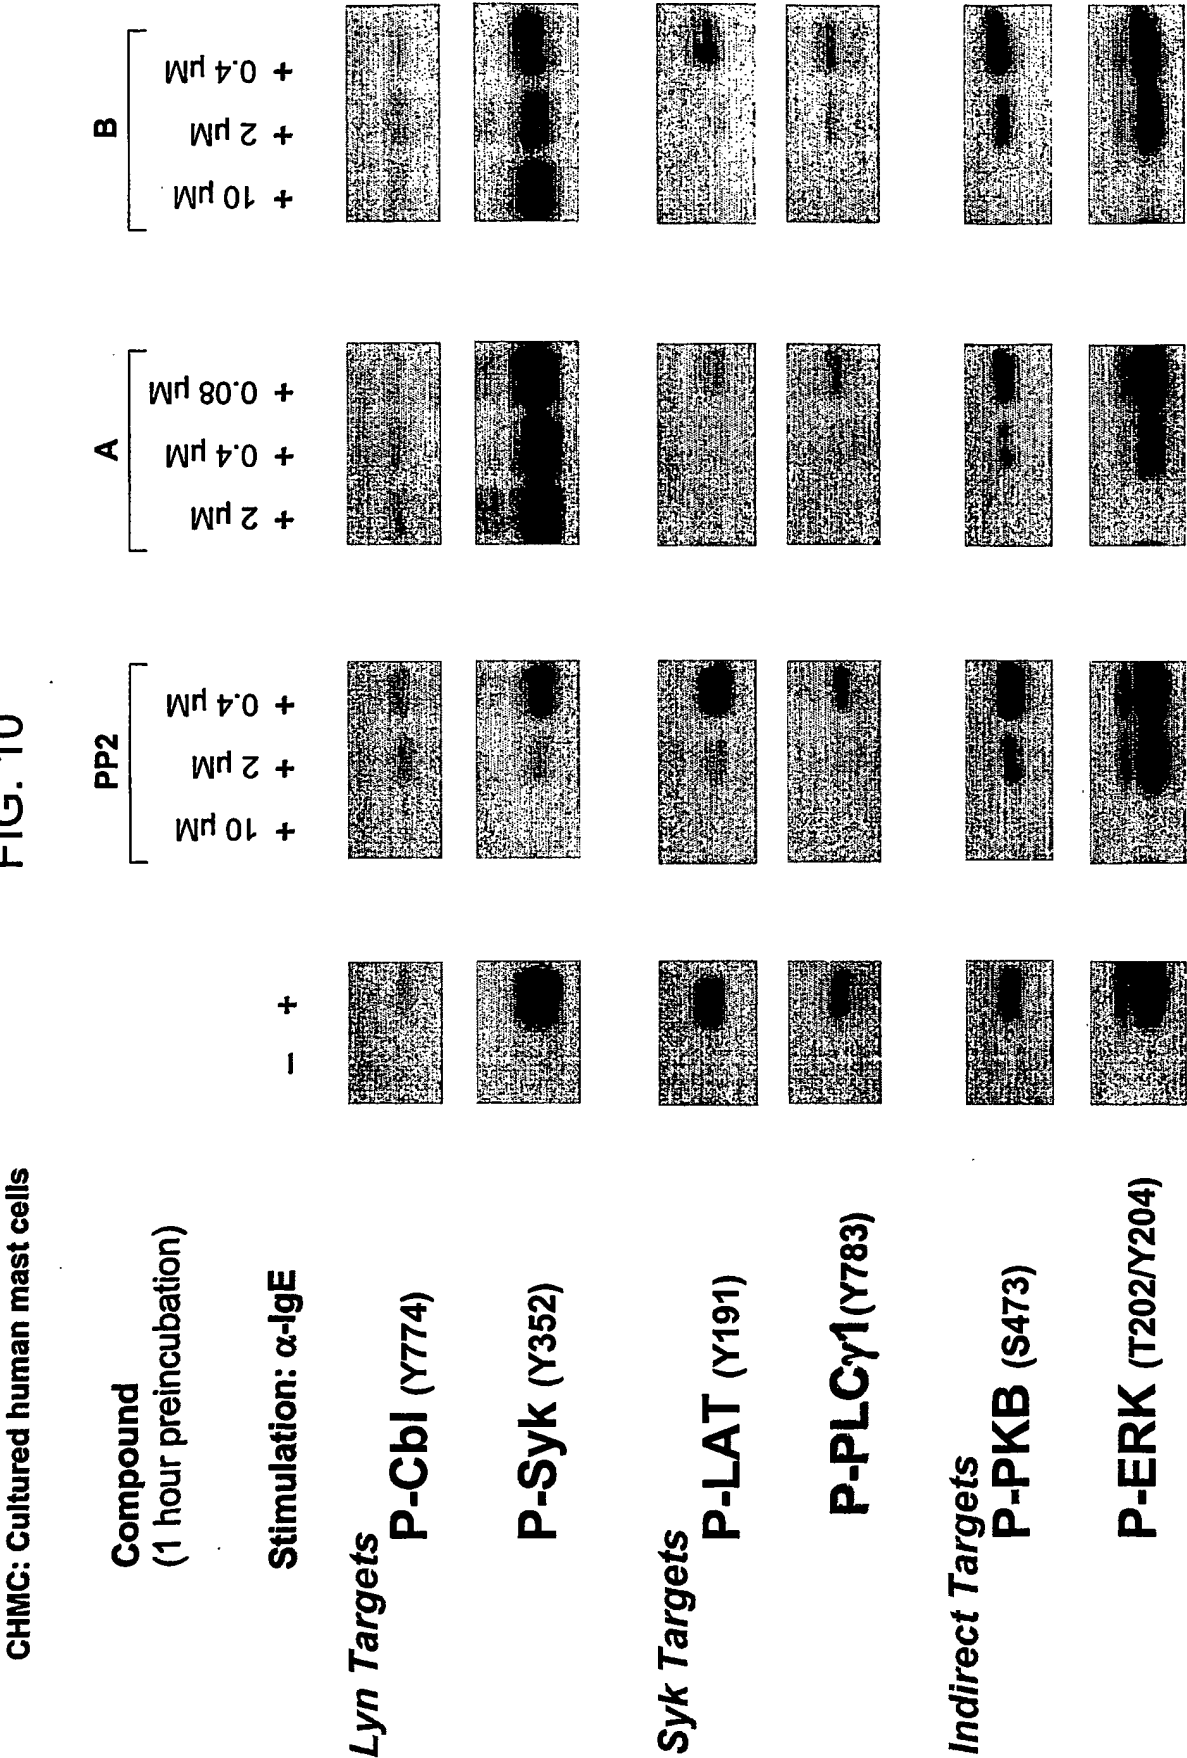 FIG. 10
CHMC: Cultured human mast cells
Compound
(1 hour preincubation)
PP2
A
B
10 µM
2 µM
0.4 µM
2 µM
0.4 µM
0.08 µM
10 µM
2 µM
0.4 µM
Stimulation: α-IgE
− + + + + + + + + + +
Lyn Targets
P-Cbl (Y774)
P-Syk (Y352)
Syk Targets
P-LAT (Y191)
P-PLCγ1(Y783)
Indirect Targets
P-PKB (S473)
P-ERK (T202/Y204)